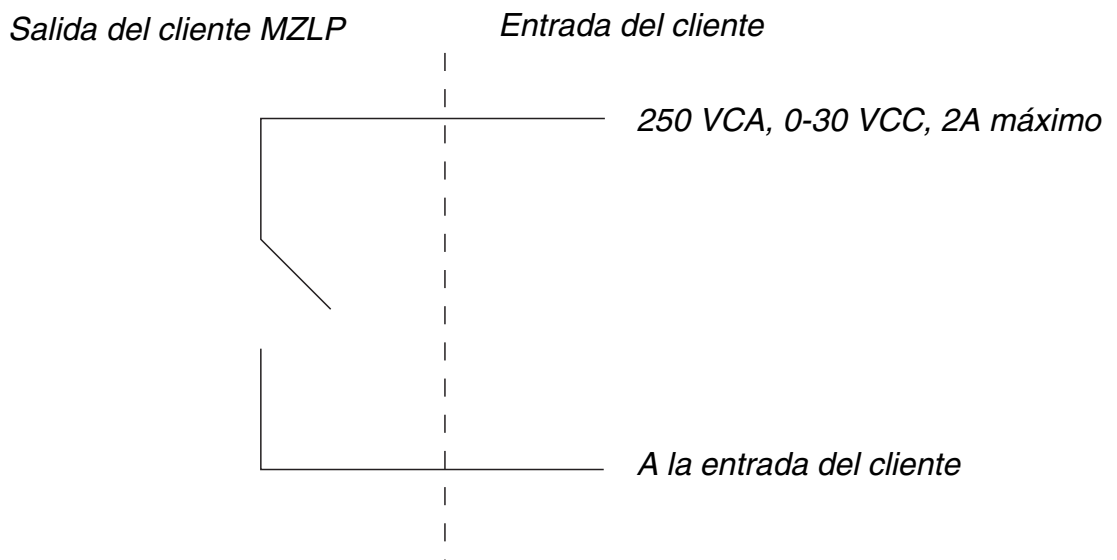 Salida del cliente MZLP
Entrada del cliente
250 VCA, 0-30 VCC, 2A máximo
A la entrada del cliente